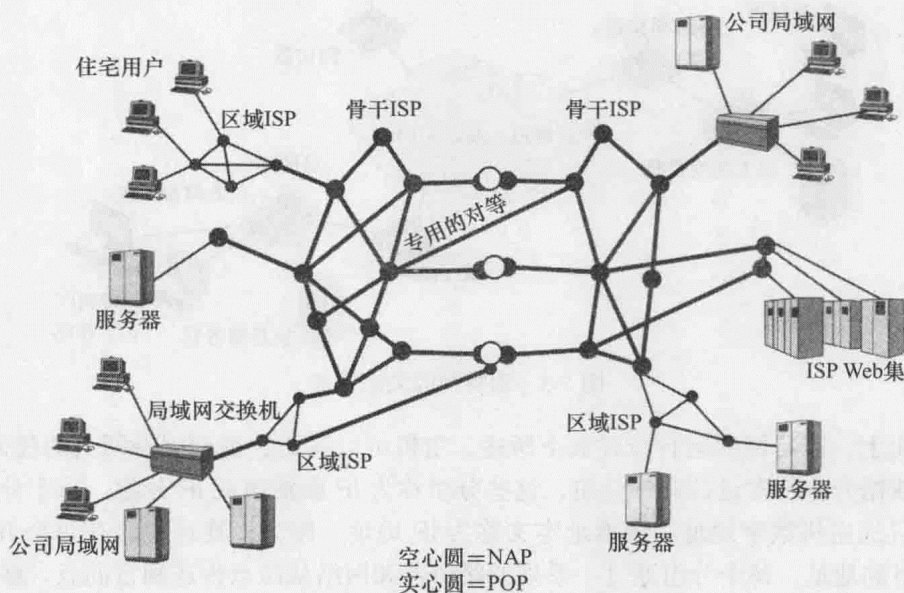 公司局域网
住宅用户
区域ISP
骨干ISP
骨干ISP
专用的对等
服务器
ISP Web集
局域网交换机
区域ISP
区域ISP
服务器
公司局域网
服务器
空心圆=NAP
实心圆=POP